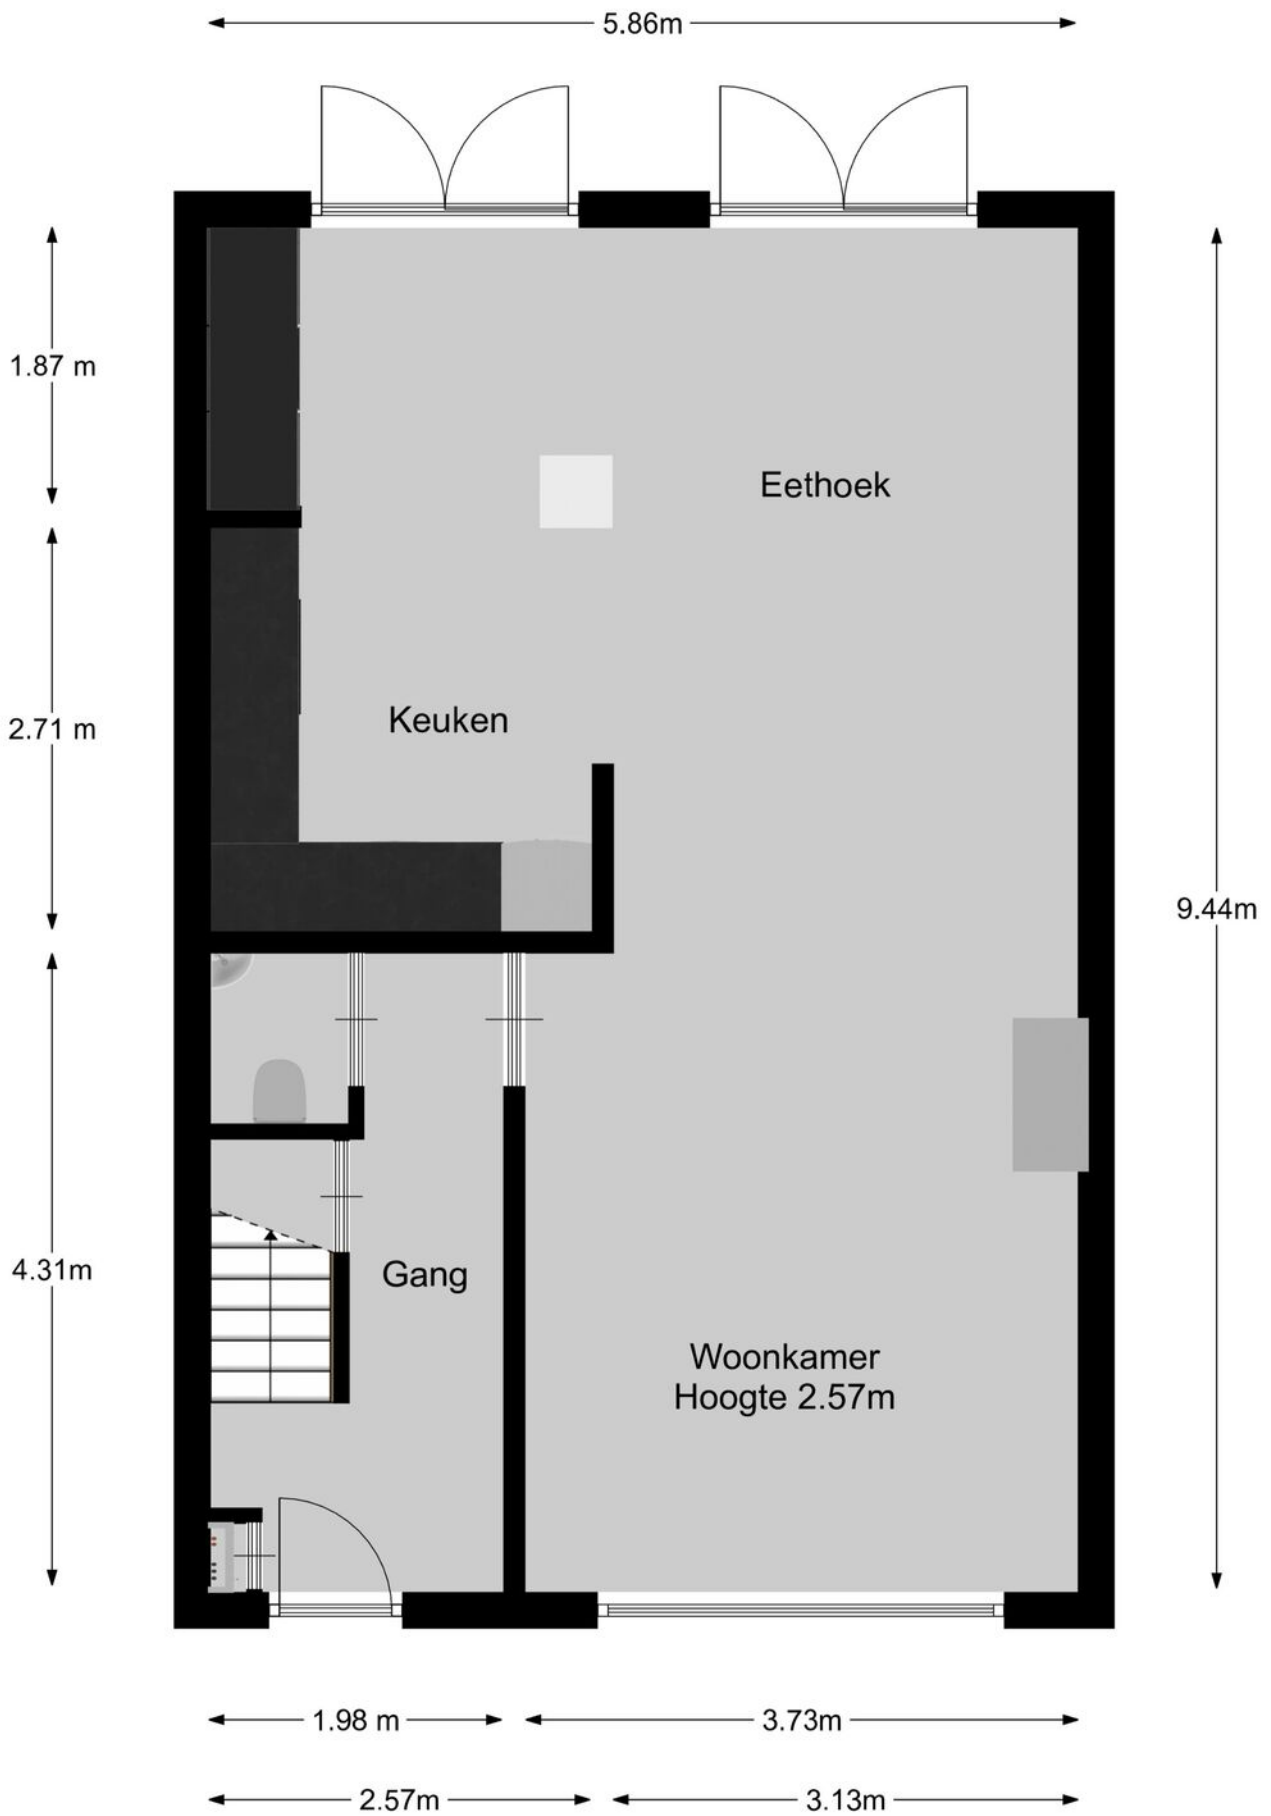 5.86m
1.87 m
Eethoek
2.71 m
Keuken
9.44m
4.31m
Gang
Woonkamer
Hoogte 2.57m
1.98 m
3.73m
2.57m
3.13m